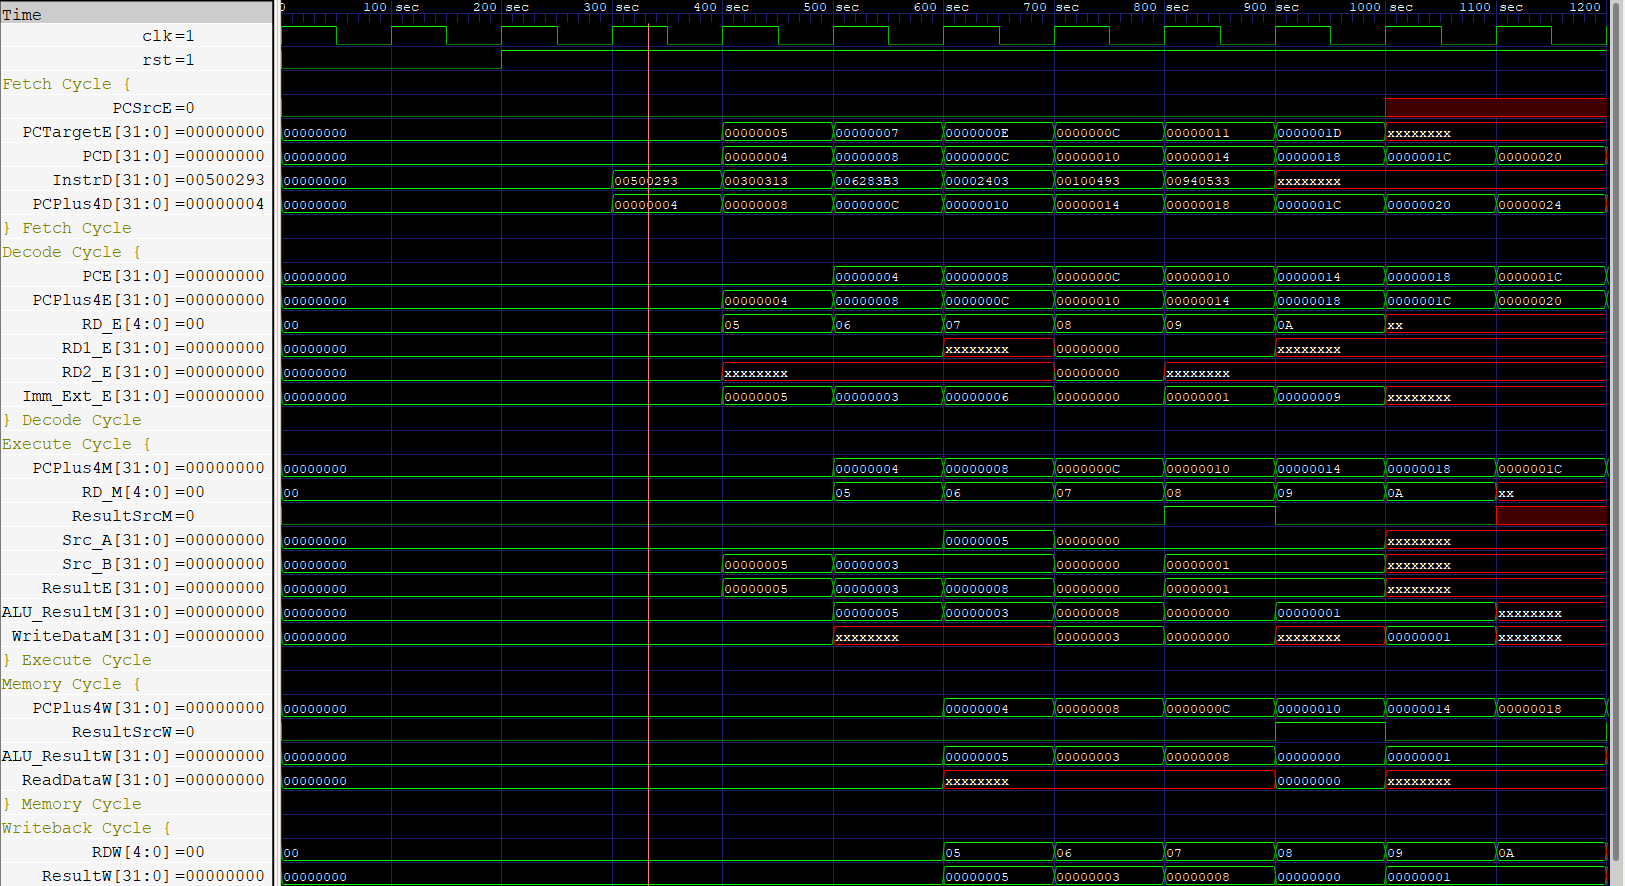 Time 0 100 sec 200 sec 300 sec 400 sec 500 sec 600 sec 700 sec 800 sec 900 sec 1000 sec 1100 sec 1200
clk=1
rst=1
Fetch Cycle {
PCSrcE=0
PCTargetE[31:0]=00000000 00000000 00000005 00000007 0000000E 0000000C 00000011 0000001D xxxxxxxx
PCD[31:0]=00000000 00000000 00000004 00000008 0000000C 00000010 00000014 00000018 0000001C 00000020
InstrD[31:0]=00500293 00000000 00500293 00300313 006283B3 00002403 00100493 00940533 xxxxxxxx
PCPlus4D[31:0]=00000004 00000000 00000004 00000008 0000000C 00000010 00000014 00000018 0000001C 00000020 00000024
} Fetch Cycle
Decode Cycle {
PCE[31:0]=00000000 00000000 00000004 00000008 0000000C 00000010 00000014 00000018 0000001C
PCPlus4E[31:0]=00000000 00000000 00000004 00000008 0000000C 00000010 00000014 00000018 0000001C 00000020
RD_E[4:0]=00 00 05 06 07 08 09 0A xx
RD1_E[31:0]=00000000 00000000 xxxxxxxx 00000000 xxxxxxxx
RD2_E[31:0]=00000000 00000000 xxxxxxxx 00000000 xxxxxxxx
Imm_Ext_E[31:0]=00000000 00000000 00000005 00000003 00000006 00000000 00000001 00000009 xxxxxxxx
} Decode Cycle
Execute Cycle {
PCPlus4M[31:0]=00000000 00000000 00000004 00000008 0000000C 00000010 00000014 00000018 0000001C
RD_M[4:0]=00 00 05 06 07 08 09 0A xx
ResultSrcM=0
Src_A[31:0]=00000000 00000000 00000005 00000000 xxxxxxxx
Src_B[31:0]=00000000 00000000 00000005 00000003 00000000 00000001 xxxxxxxx
ResultE[31:0]=00000000 00000000 00000005 00000003 00000008 00000000 00000001 xxxxxxxx
ALU_ResultM[31:0]=00000000 00000000 00000005 00000003 00000008 00000000 00000001 xxxxxxxx
WriteDataM[31:0]=00000000 00000000 xxxxxxxx 00000003 00000000 xxxxxxxx 00000001 xxxxxxxx
} Execute Cycle
Memory Cycle {
PCPlus4W[31:0]=00000000 00000000 00000004 00000008 0000000C 00000010 00000014 00000018
ResultSrcW=0
ALU_ResultW[31:0]=00000000 00000000 00000005 00000003 00000008 00000000 00000001
ReadDataW[31:0]=00000000 00000000 xxxxxxxx 00000000 xxxxxxxx
} Memory Cycle
Writeback Cycle {
RDW[4:0]=00 00 05 06 07 08 09 0A
ResultW[31:0]=00000000 00000000 00000005 00000003 00000008 00000000 00000001